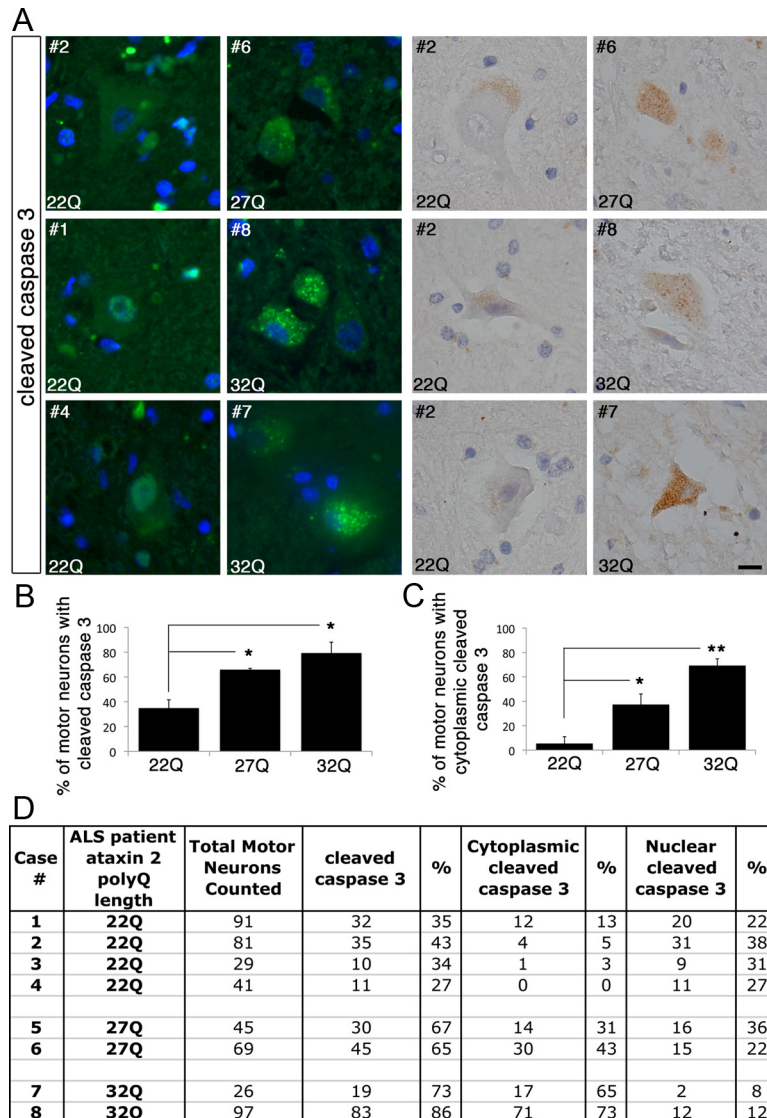 A
cleaved caspase 3
#2
22Q
#6
27Q
#2
22Q
#6
27Q
#1
22Q
#8
32Q
#2
22Q
#8
32Q
#4
22Q
#7
32Q
#2
22Q
#7
32Q
B
% of motor neurons with
cleaved caspase 3
100
80
60
40
20
0
*
*
22Q 27Q 32Q
C
% of motor neurons with
cytoplasmic cleaved
caspase 3
100
80
60
40
20
0
*
**
22Q 27Q 32Q
D
Case # ALS patient ataxin 2 polyQ length Total Motor Neurons Counted cleaved caspase 3 % Cytoplasmic cleaved caspase 3 % Nuclear cleaved caspase 3 %
1 22Q 91 32 35 12 13 20 22
2 22Q 81 35 43 4 5 31 38
3 22Q 29 10 34 1 3 9 31
4 22Q 41 11 27 0 0 11 27
5 27Q 45 30 67 14 31 16 36
6 27Q 69 45 65 30 43 15 22
7 32Q 26 19 73 17 65 2 8
8 32Q 97 83 86 71 73 12 12